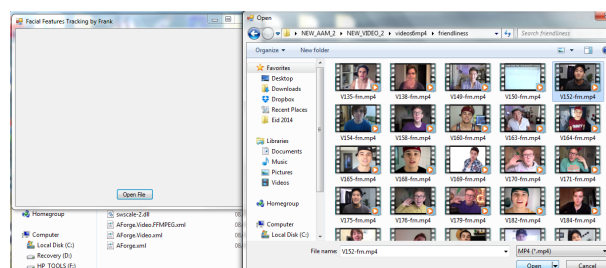 Facial Features Tracking by Frank
Open File
Homegroup
Computer
Local Disk (C:)
Recovery (D:)
HP_TOOLS (E:)
swscale-2.dll
AForge.Video.FFMPEG.xml
AForge.Video.xml
AForge.xml
Open
NEW_AAM_2
NEW_VIDEO_2
videos6mp4
friendliness
Search friendliness
Organize
New folder
Favorites
Desktop
Downloads
Dropbox
Recent Places
Eid 2014
Libraries
Documents
Music
Pictures
Videos
Homegroup
Computer
Local Disk (C:)
V135-frn.mp4 V138-frn.mp4 V149-frn.mp4 V150-frn.mp4 V152-frn.mp4
V154-frn.mp4 V158-frn.mp4 V160-frn.mp4 V163-frn.mp4 V164-frn.mp4
V165-frn.mp4 V168-frn.mp4 V169-frn.mp4 V170-frn.mp4 V171-frn.mp4
V175-frn.mp4 V176-frn.mp4 V179-frn.mp4 V182-frn.mp4 V184-frn.mp4
File name: V152-frn.mp4
MP4 (*.mp4)
Open Cancel